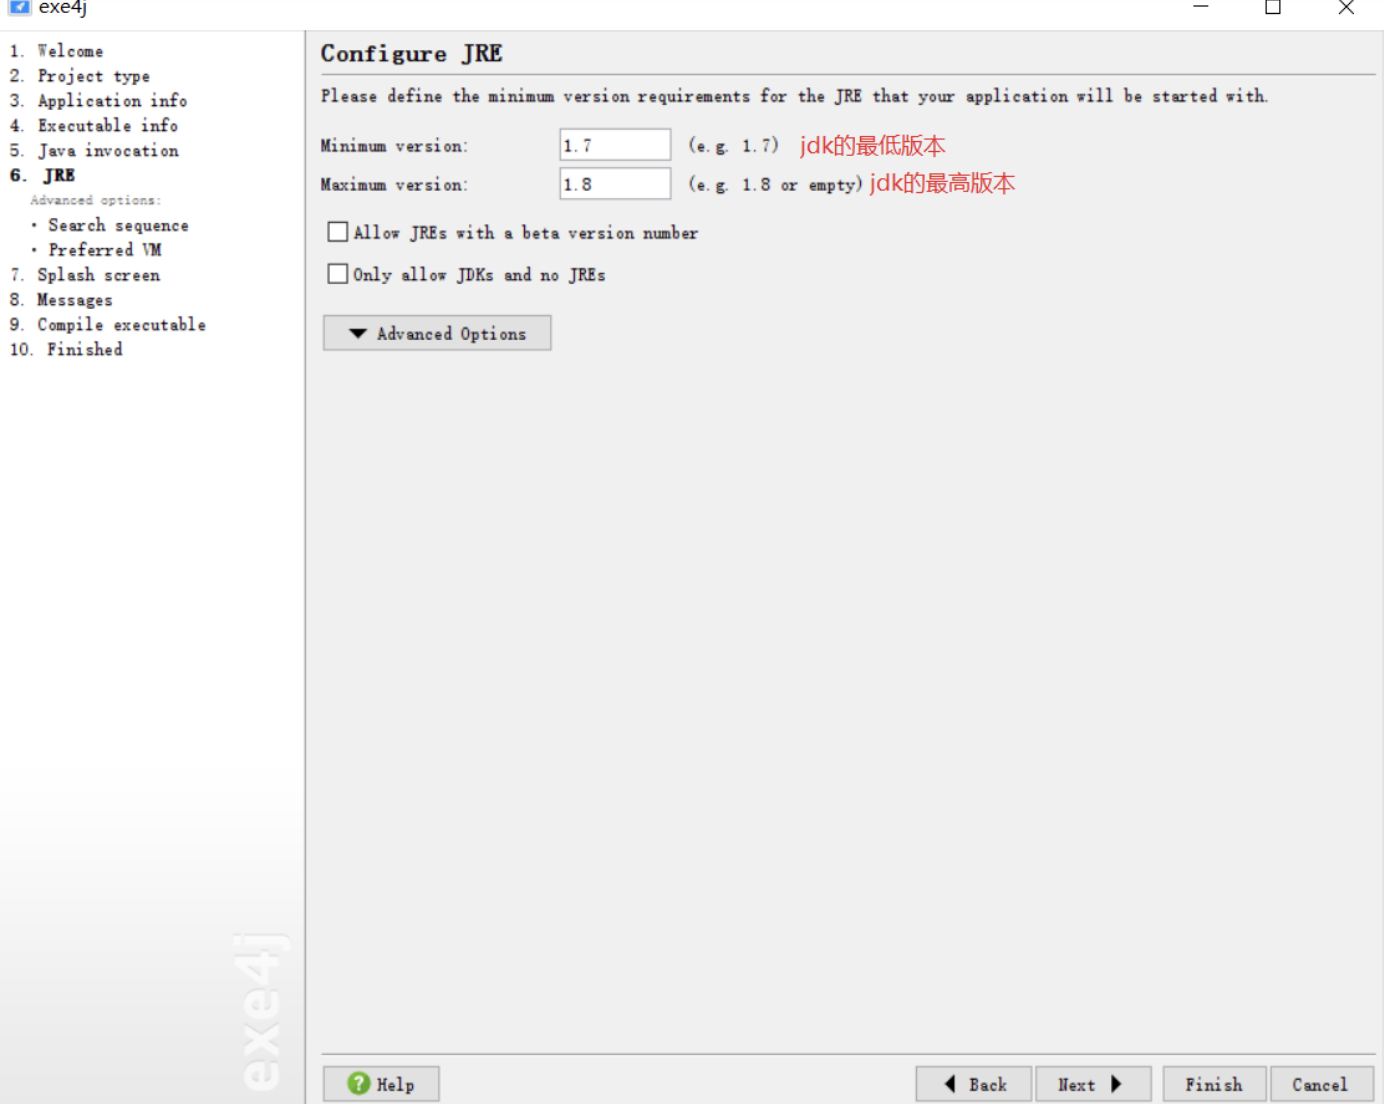 exe4j
1. Welcome
2. Project type
3. Application info
4. Executable info
5. Java invocation
6. JRE
Advanced options:
· Search sequence
· Preferred VM
7. Splash screen
8. Messages
9. Compile executable
10. Finished
exe4j
Configure JRE
Please define the minimum version requirements for the JRE that your application will be started with.
Minimum version: 1.7 (e.g. 1.7) jdk的最低版本
Maximum version: 1.8 (e.g. 1.8 or empty) jdk的最高版本
Allow JREs with a beta version number
Only allow JDKs and no JREs
Advanced Options
Help Back Next Finish Cancel